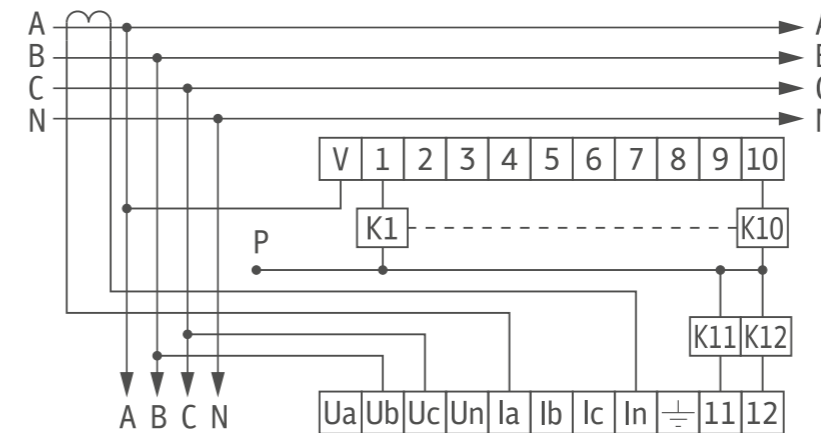 A
B
C
N
V 1 2 3 4 5 6 7 8 9 10
K1 K10
P
K11 K12
A B C N
Ua Ub Uc Un Ia Ib Ic In 11 12